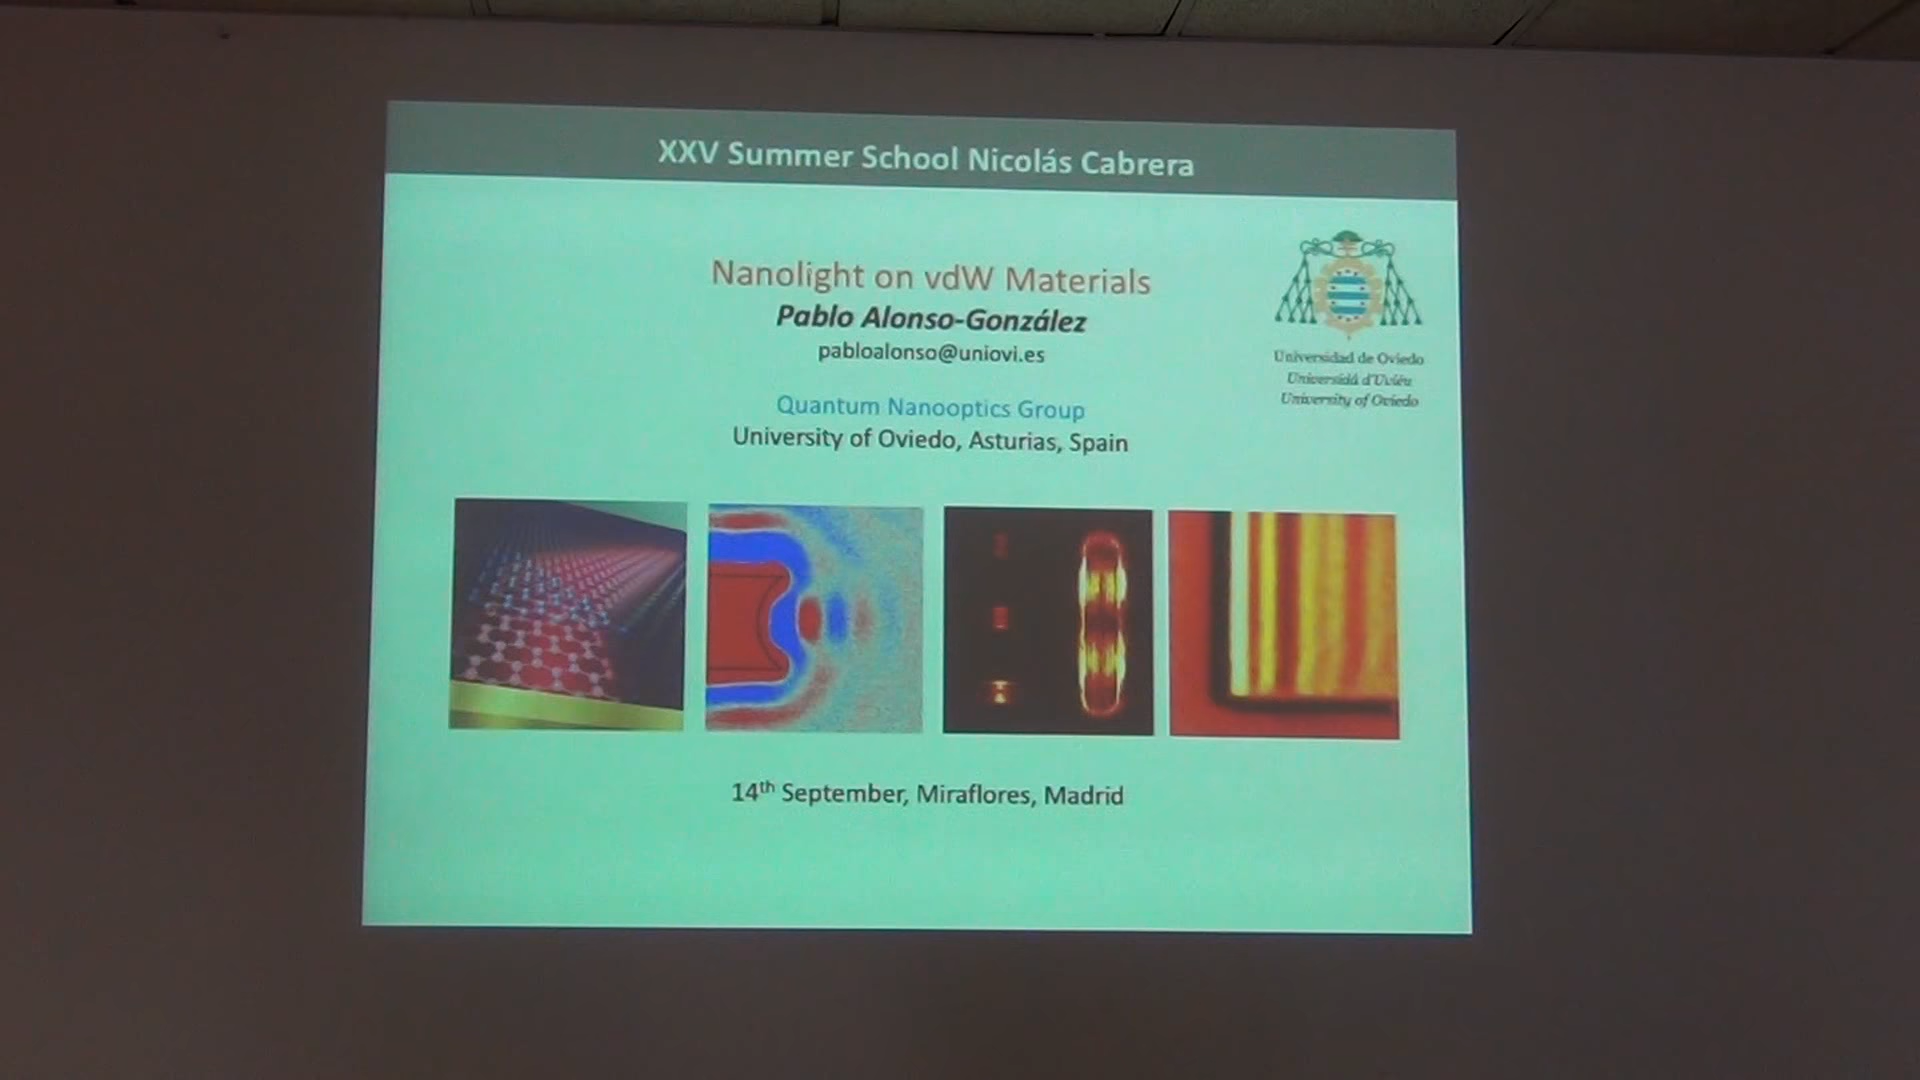 XXV Summer School Nicolás Cabrera
Nanolight on vdW Materials
Pablo Alonso-González
pabloalonso@uniovi.es
Quantum Nanooptics Group
University of Oviedo, Asturias, Spain
Universidad de Oviedo
Universidá d'Uviéu
University of Oviedo
14th September, Miraflores, Madrid